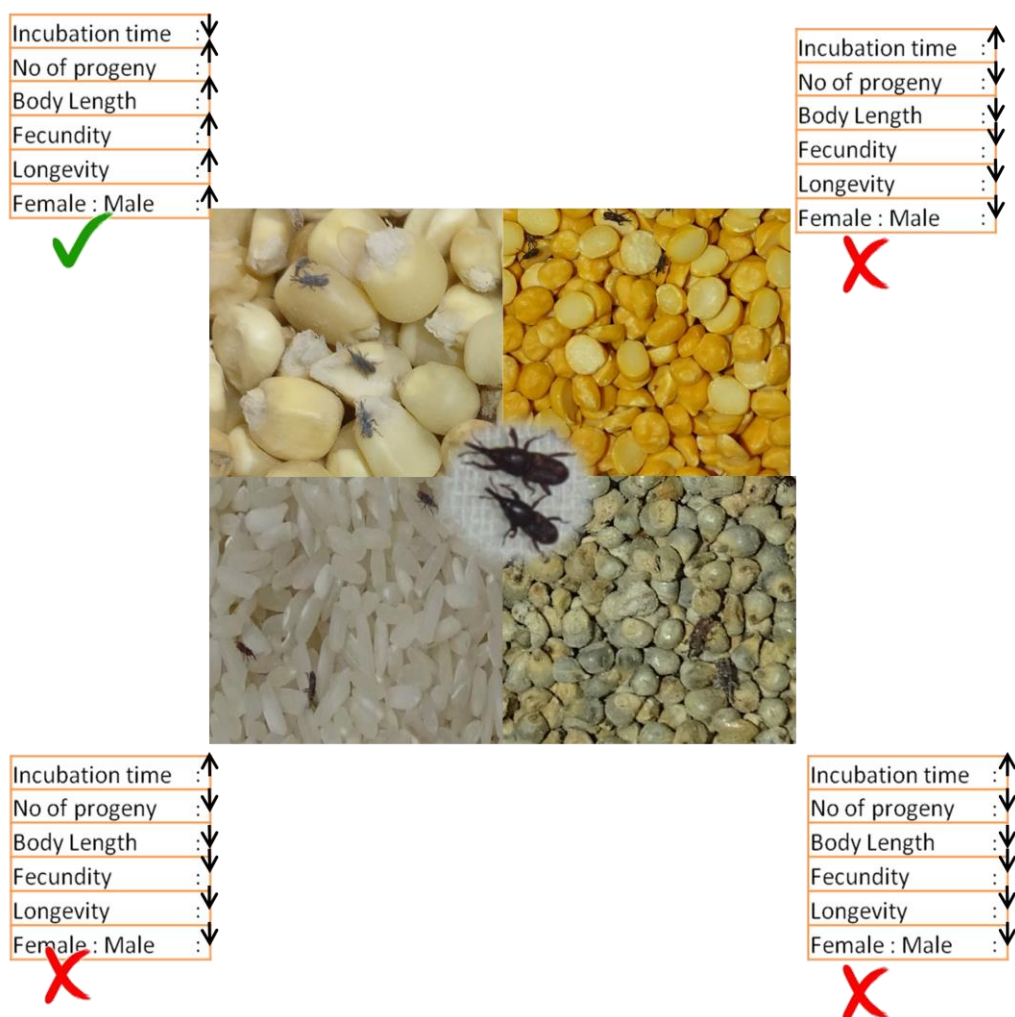 Incubation time :
No of progeny :
Body Length :
Fecundity :
Longevity :
Female : Male :
Incubation time :
No of progeny :
Body Length :
Fecundity :
Longevity :
Female : Male :
Incubation time :
No of progeny :
Body Length :
Fecundity :
Longevity :
Female : Male :
Incubation time :
No of progeny :
Body Length :
Fecundity :
Longevity :
Female : Male :